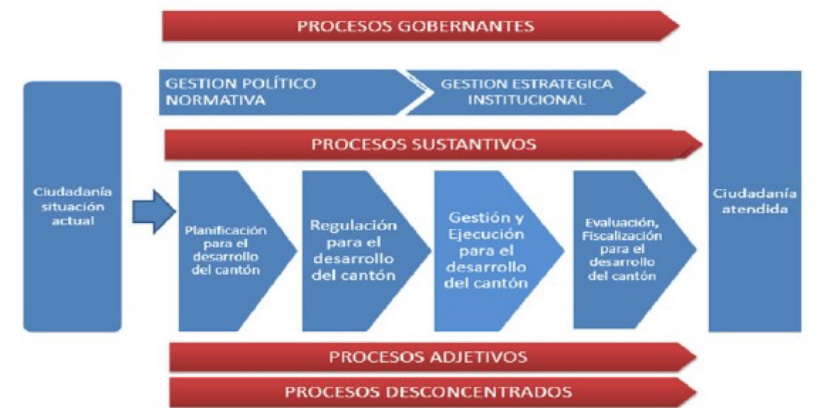 PROCESOS GOBERNANTES
GESTION POLÍTICO
NORMATIVA
GESTION ESTRATEGICA
INSTITUCIONAL
PROCESOS SUSTANTIVOS
Ciudadanía
situación
actual
Planificación
para el
desarrollo
del cantón
Regulación
para el
desarrollo
del cantón
Gestión y
Ejecución
para el
desarrollo
del cantón
Evaluación,
Fiscalización
para el
desarrollo
del cantón
Ciudadanía
atendida
PROCESOS ADJETIVOS
PROCESOS DESCONCENTRADOS